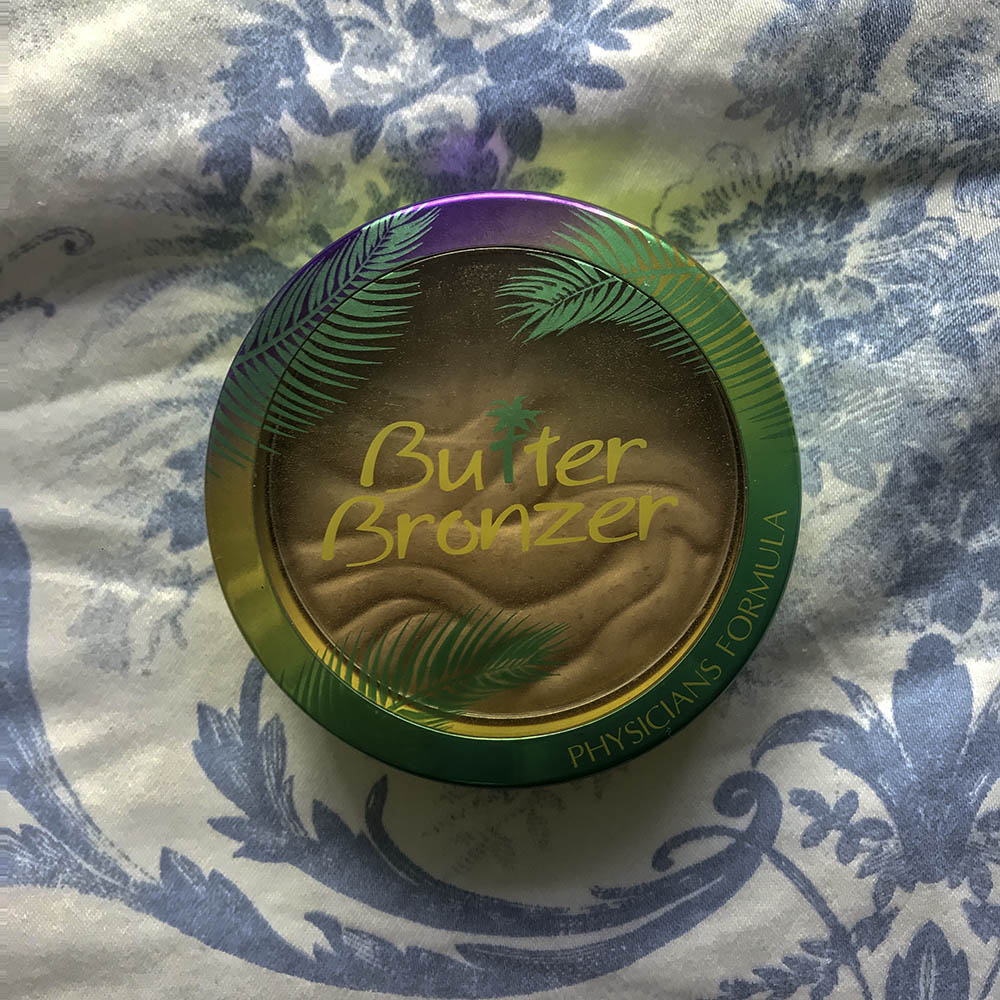 Butter
Bronzer
PHYSICIANS FORMULA